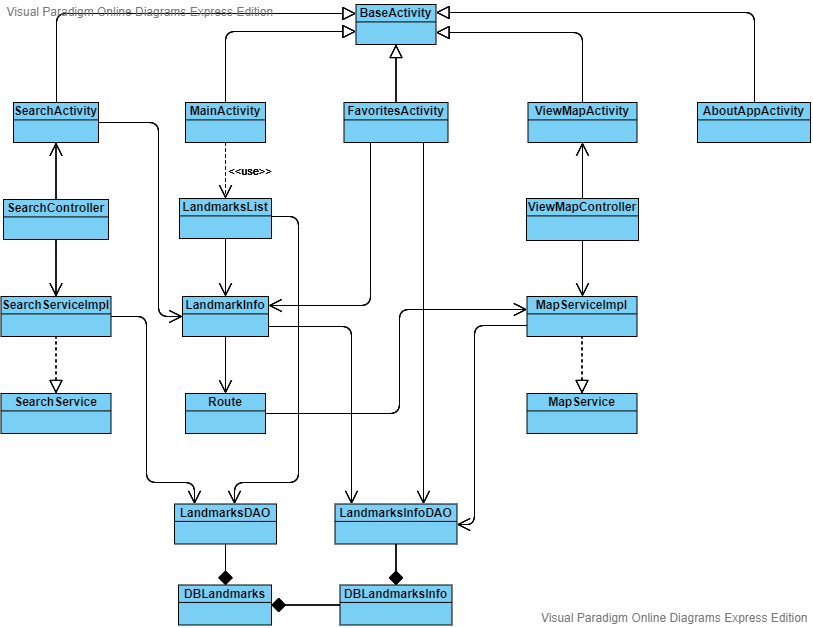 Visual Paradigm Online Diagrams Express Edition
BaseActivity
SearchActivity
MainActivity
FavoritesActivity
ViewMapActivity
AboutAppActivity
<<use>>
SearchController
LandmarksList
ViewMapController
SearchServiceImpl
LandmarkInfo
MapServiceImpl
SearchService
Route
MapService
LandmarksDAO
LandmarksInfoDAO
DBLandmarks
DBLandmarksInfo
Visual Paradigm Online Diagrams Express Edition